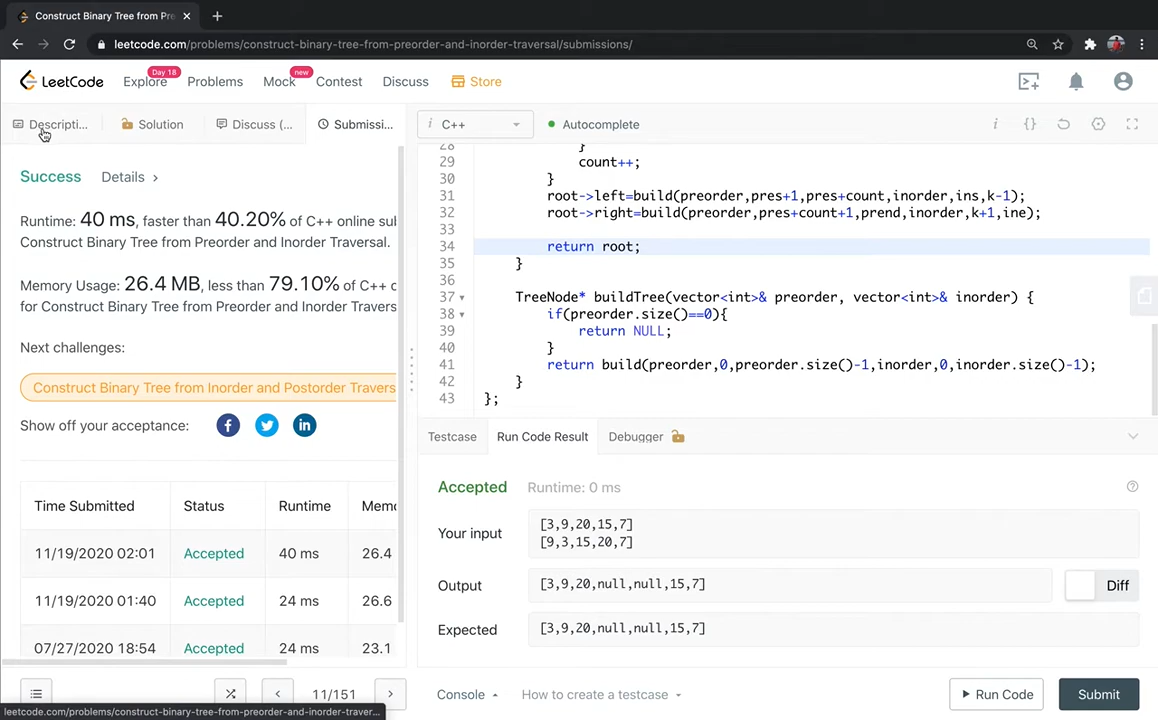 Construct Binary Tree from Pre
leetcode.com/problems/construct-binary-tree-from-preorder-and-inorder-traversal/submissions/
LeetCode
Explore
Day 18
Problems
Mock
new
Contest
Discuss
Store
Descripti...
Solution
Discuss (...
Submissi...
i
C++
Autocomplete
i
{}
Success
Details
Runtime: 40 ms, faster than 40.20% of C++ online sub
Construct Binary Tree from Preorder and Inorder Traversal.
Memory Usage: 26.4 MB, less than 79.10% of C++ o
for Construct Binary Tree from Preorder and Inorder Travers
Next challenges:
Construct Binary Tree from Inorder and Postorder Travers
Show off your acceptance:
Time Submitted Status Runtime Memo
11/19/2020 02:01 Accepted 40 ms 26.4
11/19/2020 01:40 Accepted 24 ms 26.6
07/27/2020 18:54 Accepted 24 ms 23.1
11/151
leetcode.com/problems/construct-binary-tree-from-preorder-and-inorder-traver...
28 }
29 count++;
30 }
31 root->left=build(preorder,pres+1,pres+count,inorder,ins,k-1);
32 root->right=build(preorder,pres+count+1,prend,inorder,k+1,ine);
33
34 return root;
35 }
36
37 TreeNode* buildTree(vector<int>& preorder, vector<int>& inorder) {
38 if(preorder.size()==0){
39 return NULL;
40 }
41 return build(preorder,0,preorder.size()-1,inorder,0,inorder.size()-1);
42 }
43 };
Testcase
Run Code Result
Debugger
Accepted
Runtime: 0 ms
Your input
[3,9,20,15,7]
[9,3,15,20,7]
Output
[3,9,20,null,null,15,7]
Diff
Expected
[3,9,20,null,null,15,7]
Console
How to create a testcase
Run Code
Submit